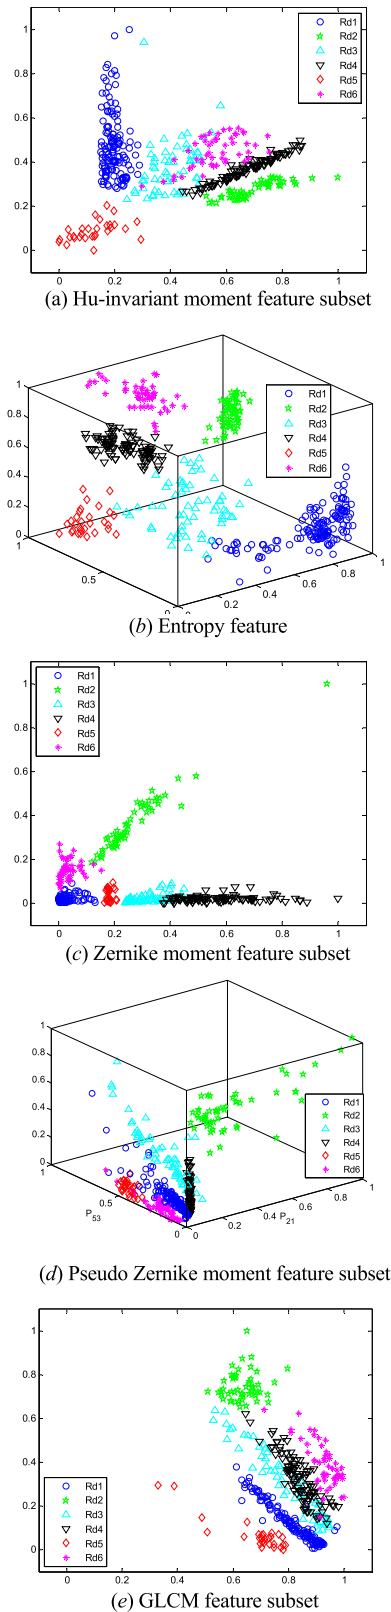 1
0.8
0.6
0.4
0.2
0
0 0.2 0.4 0.6 0.8 1
Rd1
Rd2
Rd3
Rd4
Rd5
Rd6
(a) Hu-invariant moment feature subset
1
0.8
0.6
0.4
0.2
0
1
0.5
0
0.2
0.4
0.6
0.8
1
Rd1
Rd2
Rd3
Rd4
Rd5
Rd6
(b) Entropy feature
1
0.8
0.6
0.4
0.2
0
0 0.2 0.4 0.6 0.8 1
Rd1
Rd2
Rd3
Rd4
Rd5
Rd6
(c) Zernike moment feature subset
1
0.8
0.6
0.4
0.2
0
1
0.5
0
P53
0
0.2
0.4
P21
0.6
0.8
1
Rd1
Rd2
Rd3
Rd4
Rd5
Rd6
(d) Pseudo Zernike moment feature subset
1
0.8
0.6
0.4
0.2
0
0 0.2 0.4 0.6 0.8 1
Rd1
Rd2
Rd3
Rd4
Rd5
Rd6
(e) GLCM feature subset